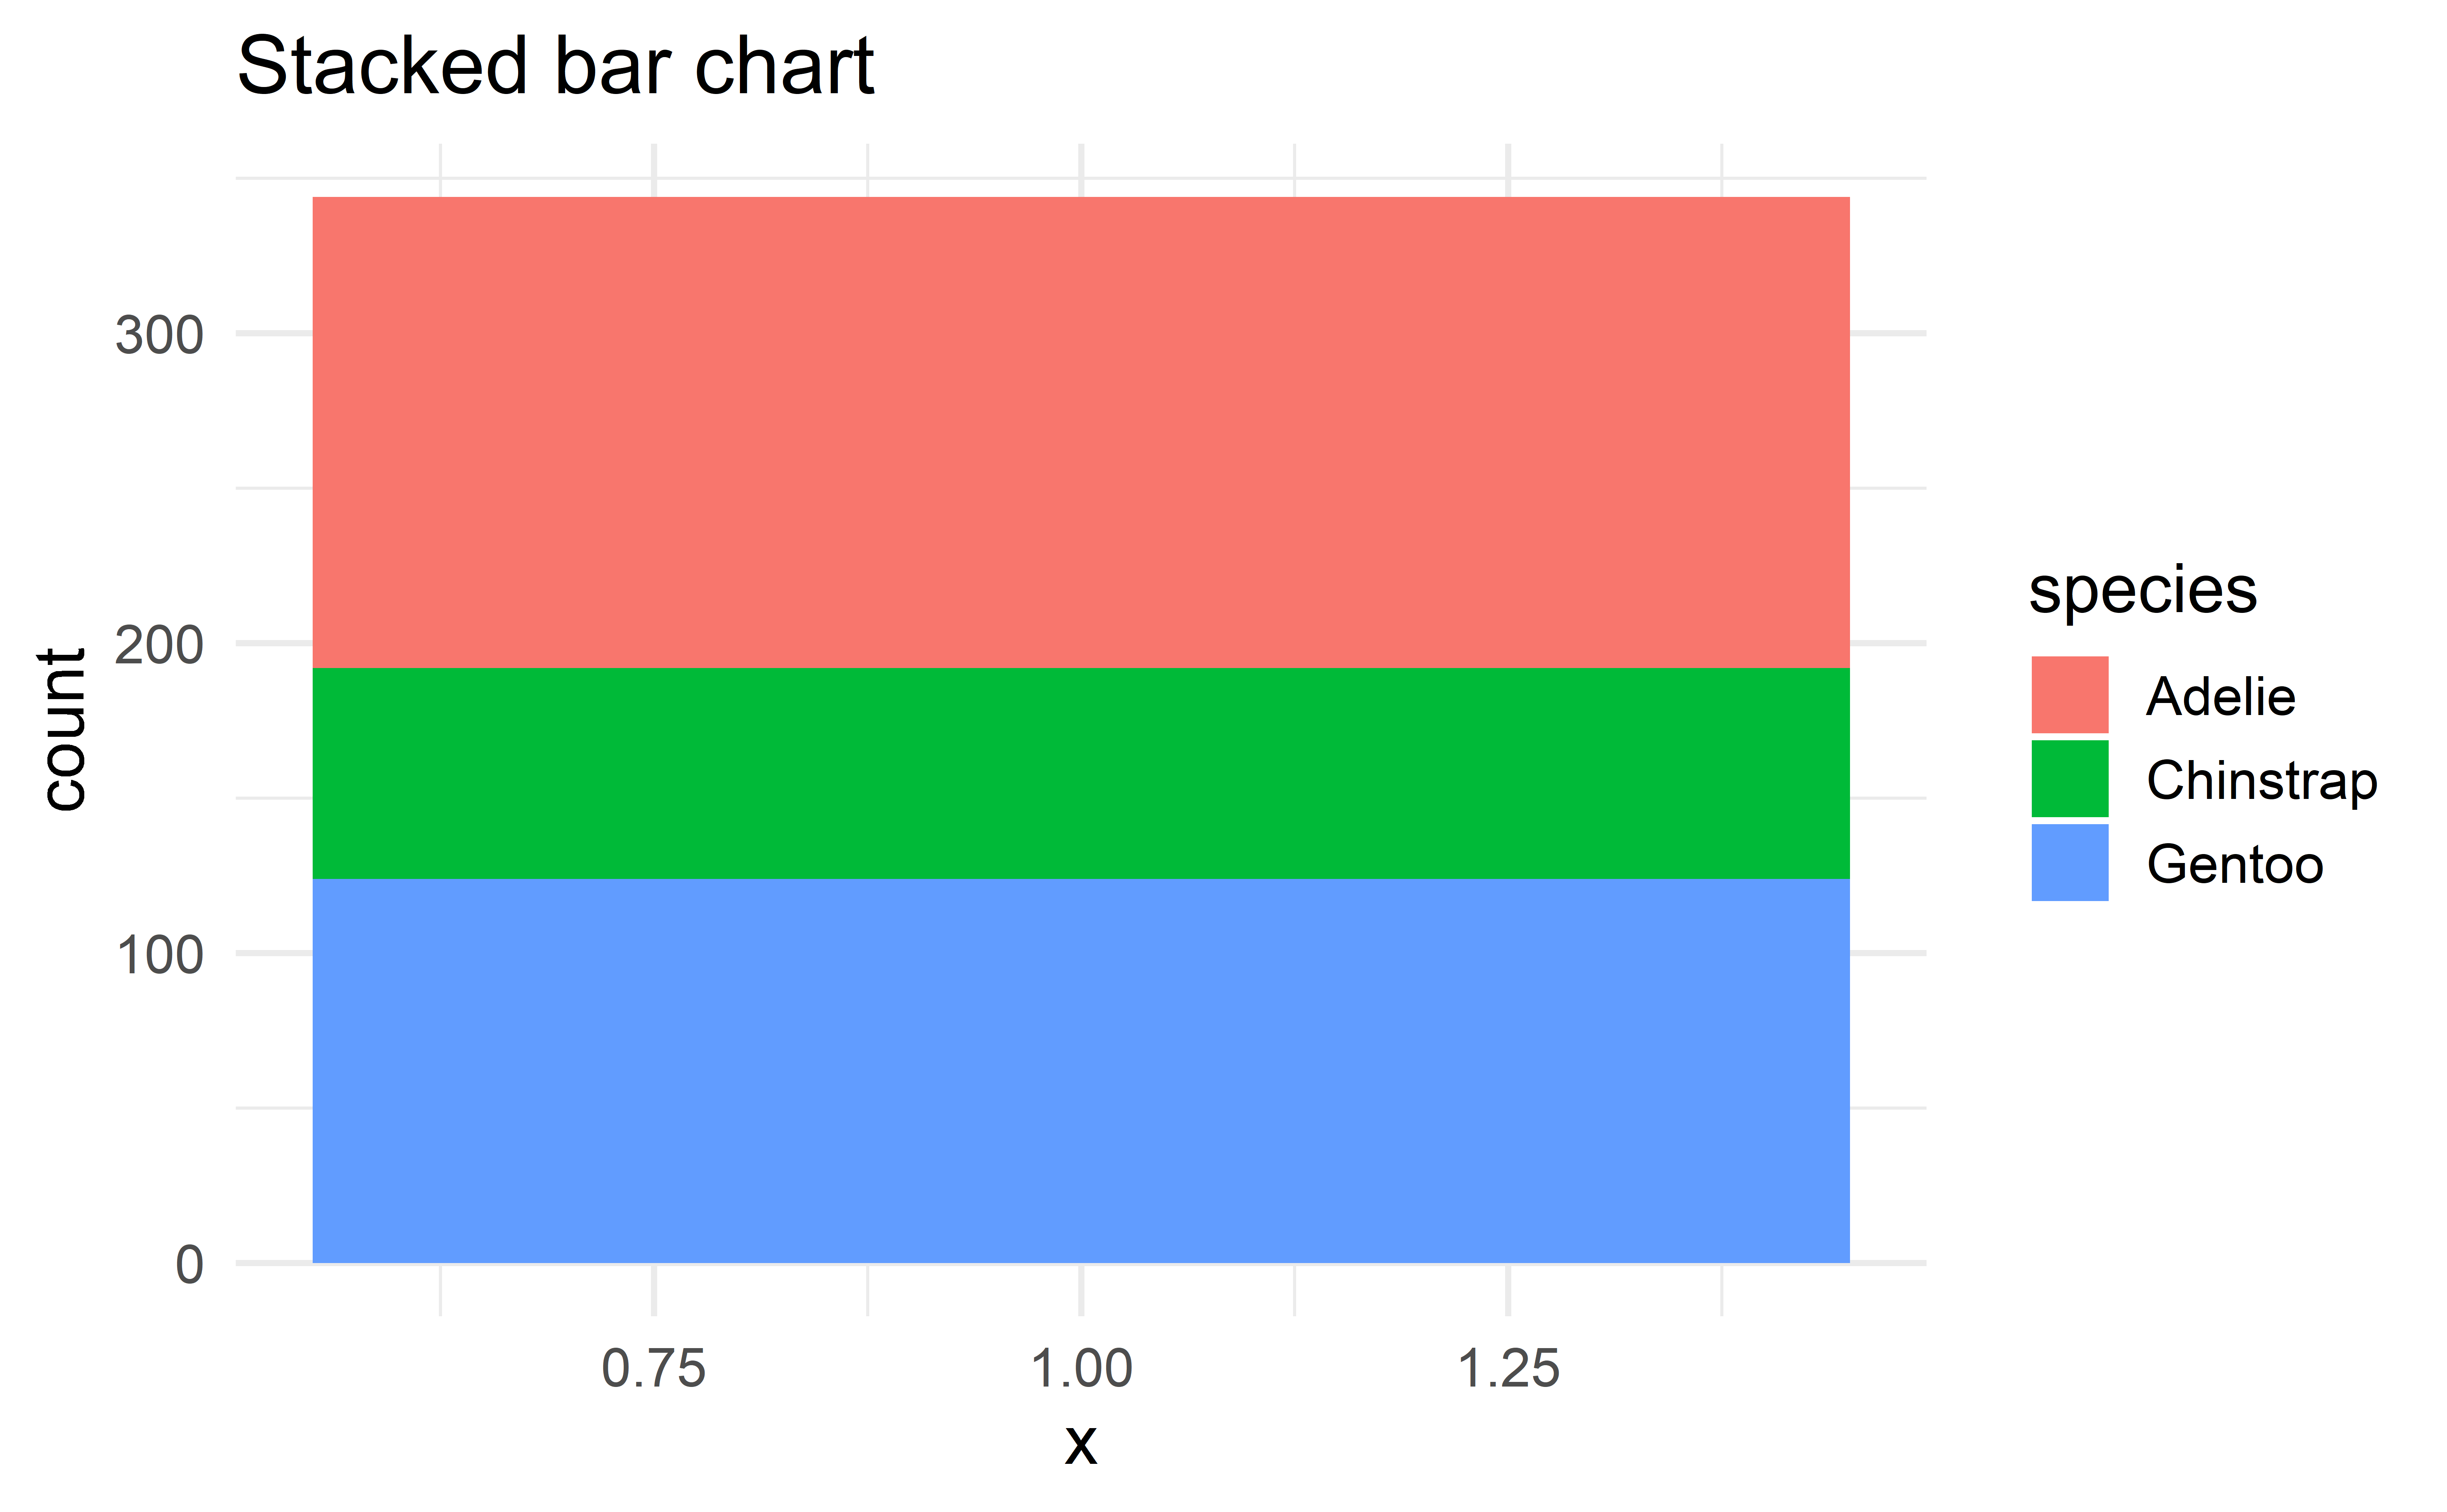 Stacked bar chart
300
200
100
0
count
0.75 1.00 1.25
x
species
Adelie
Chinstrap
Gentoo